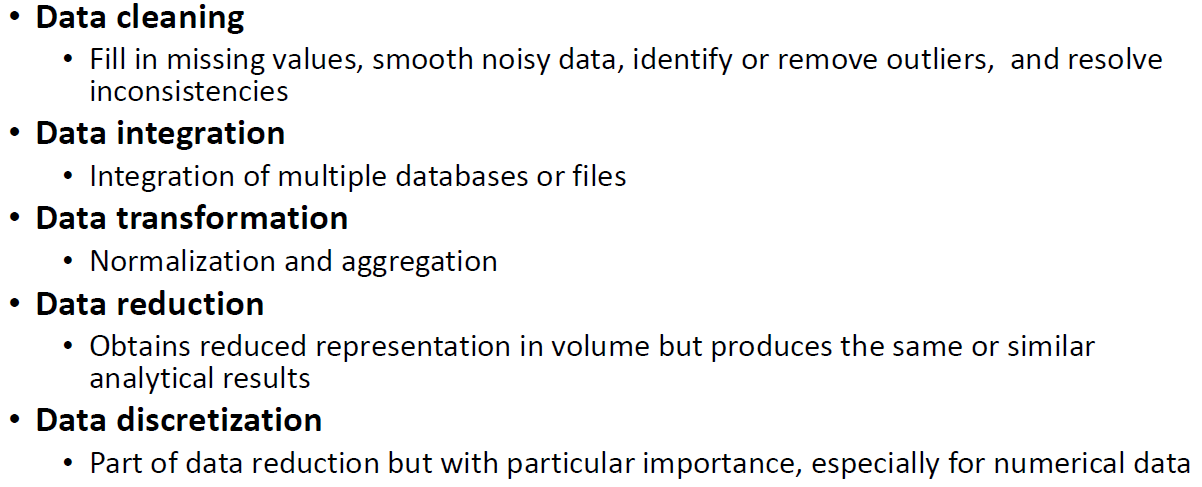 • Data cleaning
• Fill in missing values, smooth noisy data, identify or remove outliers,  and resolve
inconsistencies
• Data integration
• Integration of multiple databases or files
• Data transformation
• Normalization and aggregation
• Data reduction
• Obtains reduced representation in volume but produces the same or similar
analytical results
• Data discretization
• Part of data reduction but with particular importance, especially for numerical data